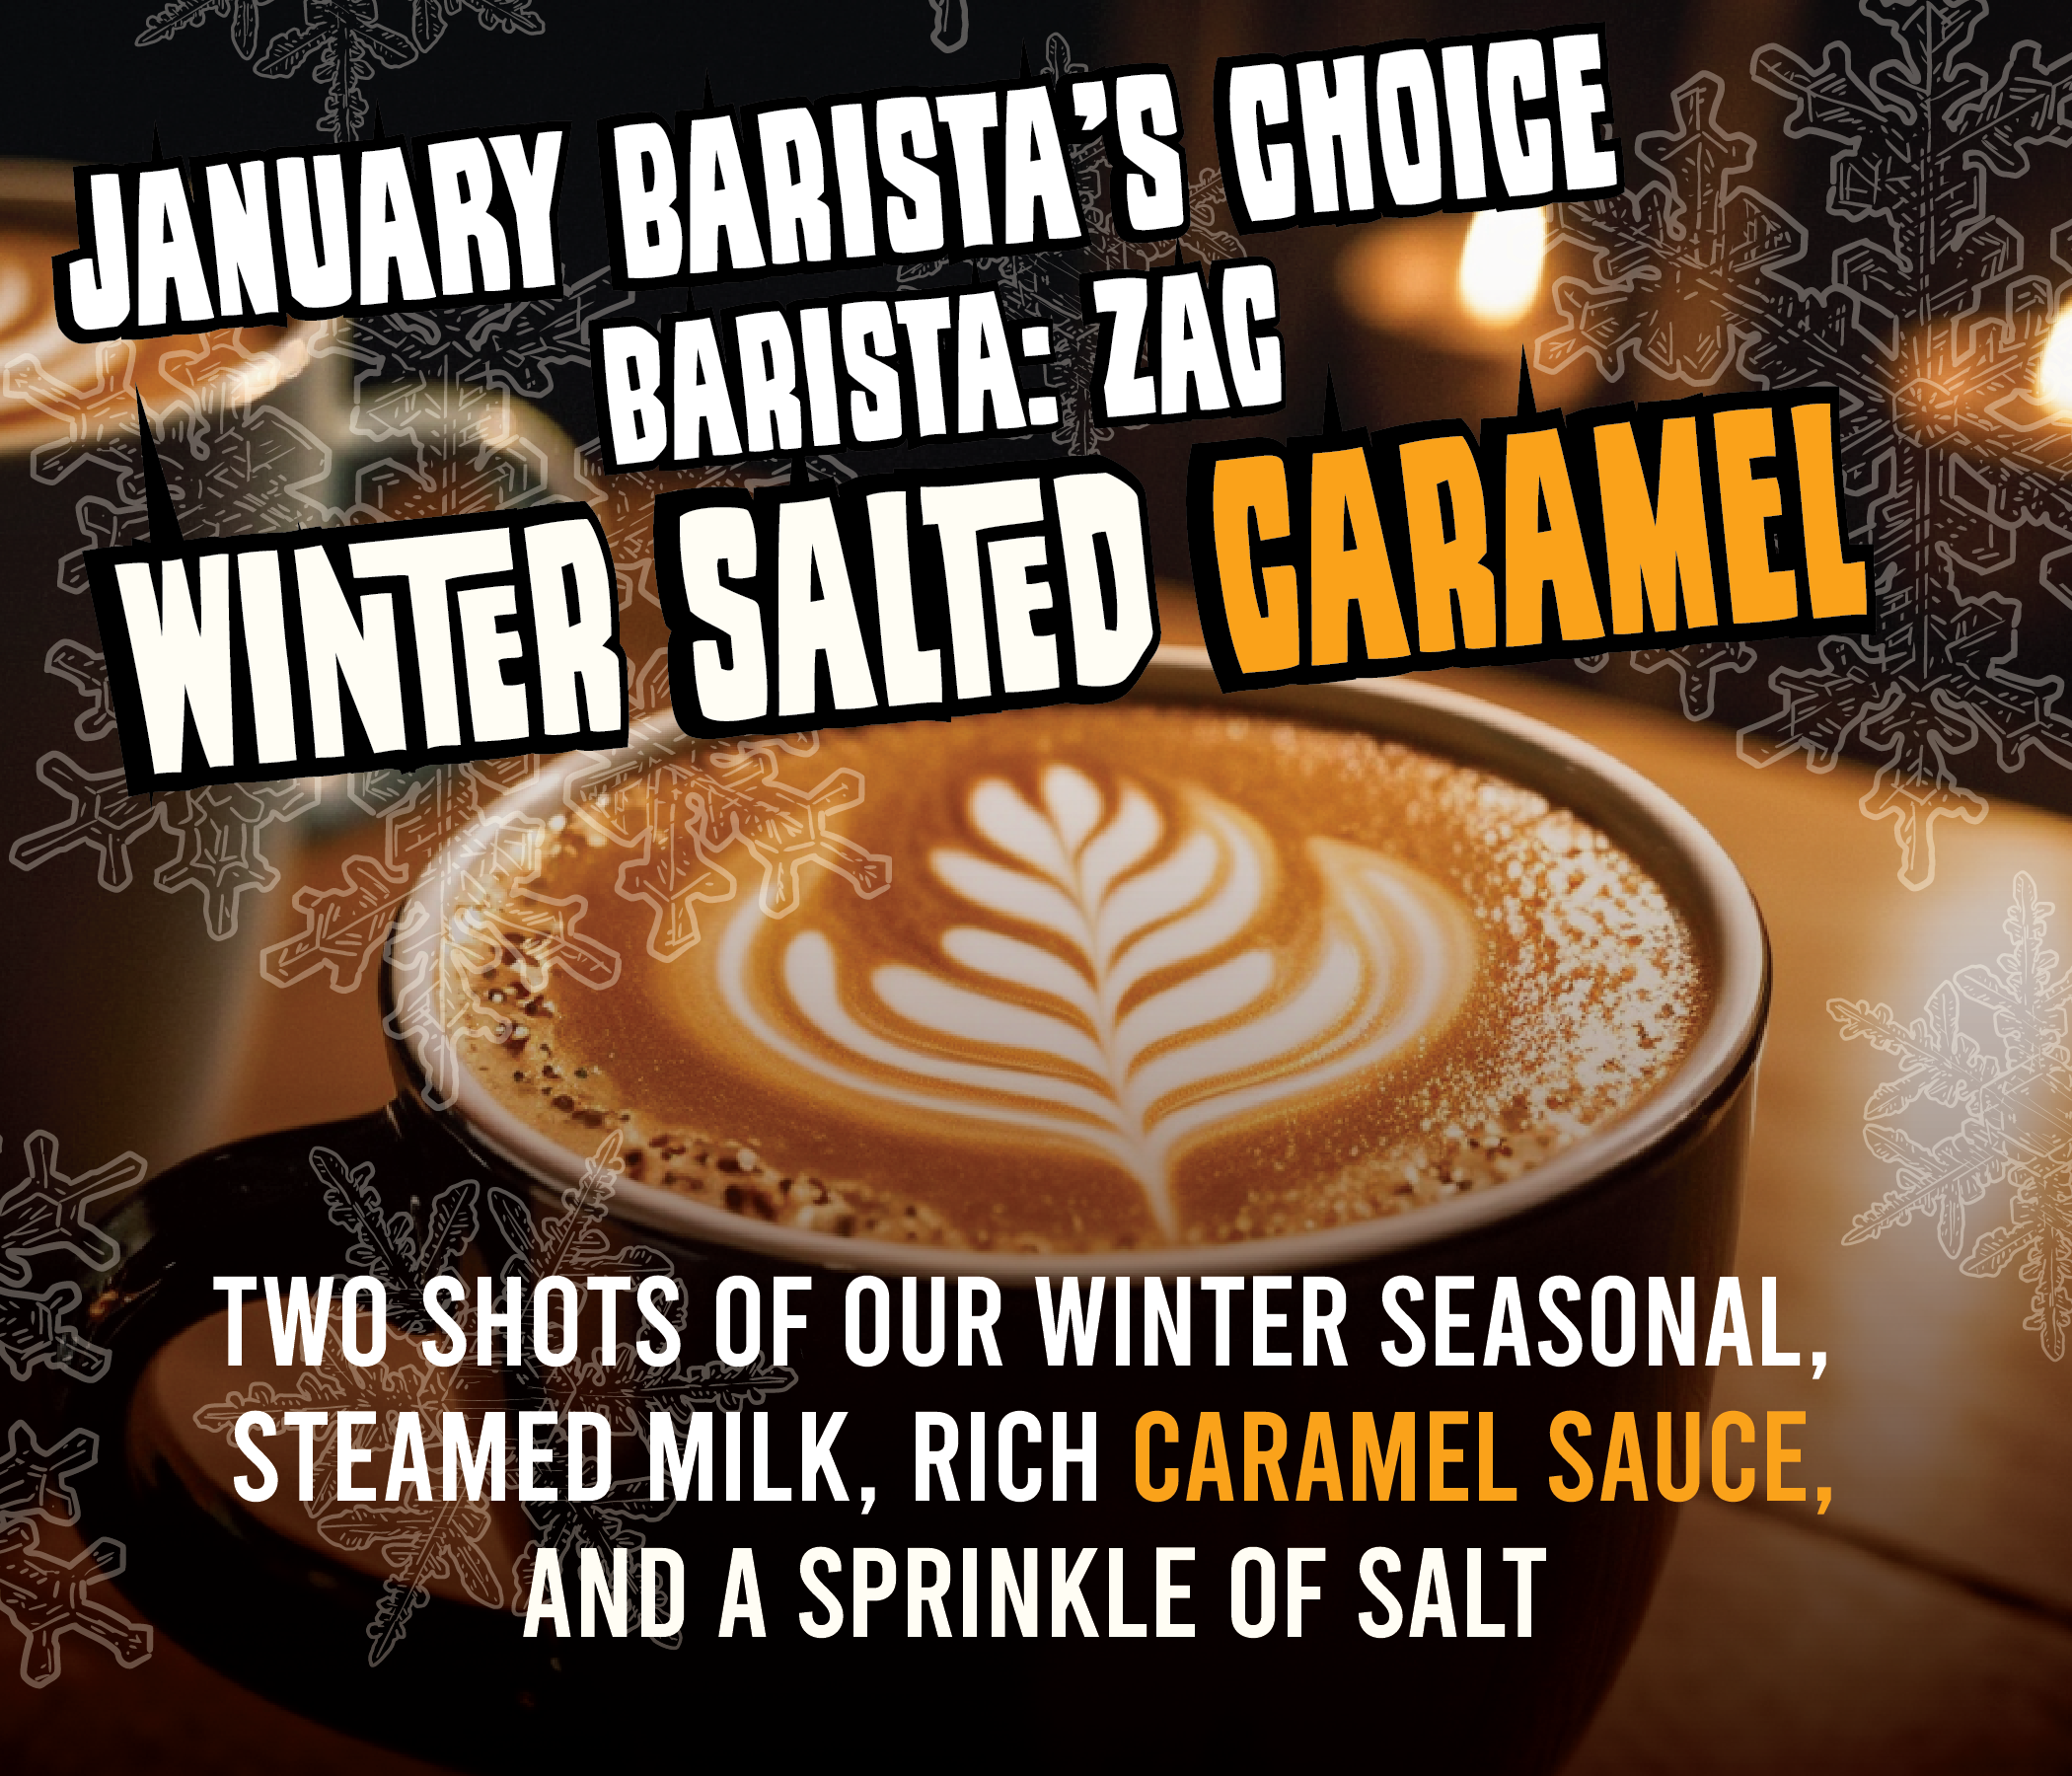 JANUARY BARISTA'S CHOICE
BARISTA: ZAC
WINTER SALTED CARAMEL
TWO SHOTS OF OUR WINTER SEASONAL,
STEAMED MILK, RICH CARAMEL SAUCE,
AND A SPRINKLE OF SALT